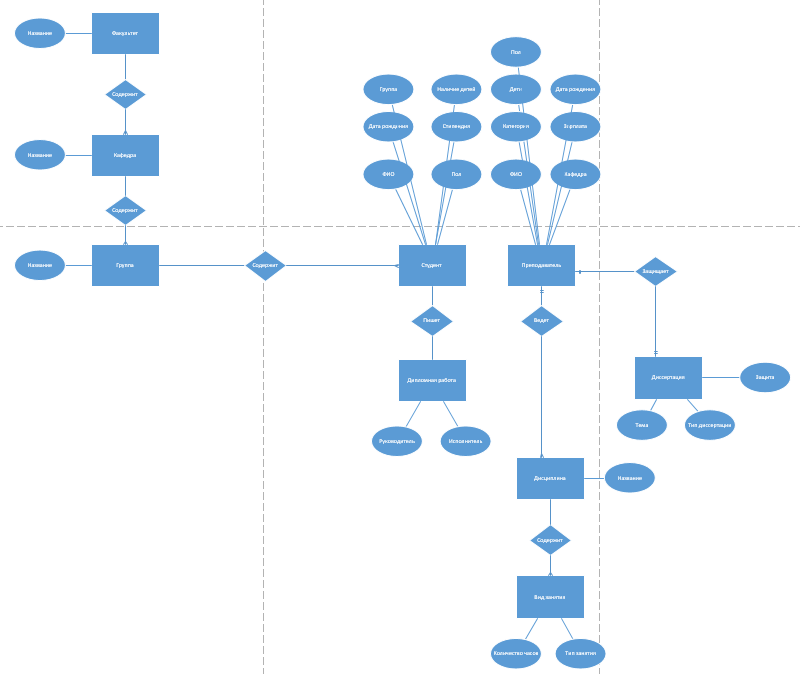 Название
Факультет
Содержит
Название
Кафедра
Содержит
Название
Группа
Содержит
Пол
Группа
Наличие детей
Дети
Дата рождения
Дата рождения
Стипендия
Категория
Зарплата
ФИО
Пол
ФИО
Кафедра
Студент
Преподаватель
Защищает
Пишет
Ведет
Дипломная работа
Диссертация
Защита
Руководитель
Исполнитель
Тема
Тип диссертации
Дисциплина
Название
Содержит
Вид занятия
Количество часов
Тип занятия